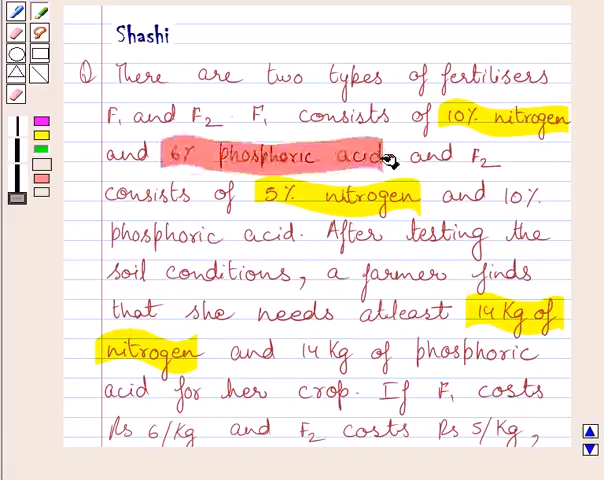 Shashi
Q There are two types of fertilisers
F₁ and F₂. F₁ consists of 10% nitrogen
and 6% phosphoric acid and F₂
consists of 5% nitrogen and 10%
phosphoric acid. After testing the
soil conditions, a farmer finds
that she needs atleast 14 Kg of
nitrogen and 14 Kg of phosphoric
acid for her crop. If F₁ costs
Rs 6/Kg and F₂ costs Rs 5/Kg,